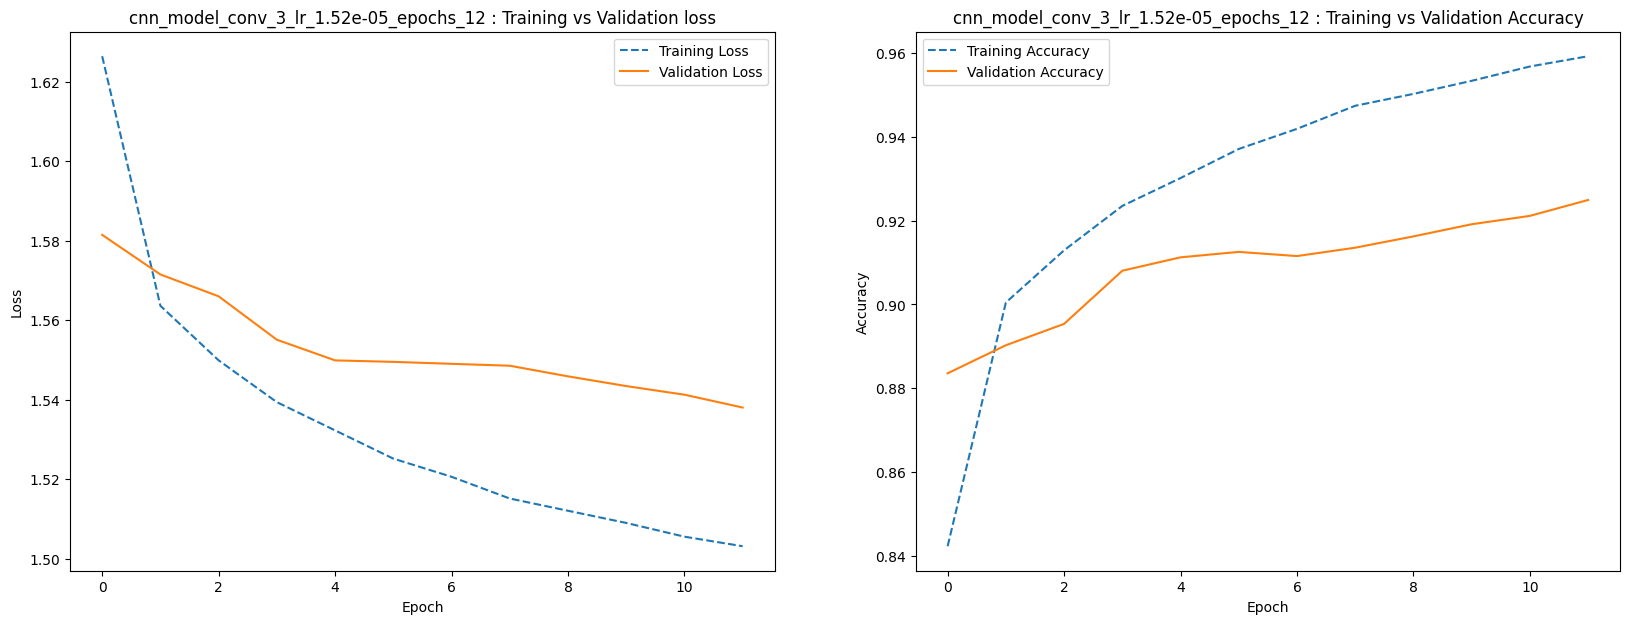 cnn_model_conv_3_lr_1.52e-05_epochs_12 : Training vs Validation loss
Training Loss
Validation Loss
1.62
1.60
1.58
1.56
1.54
1.52
1.50
Loss
0 2 4 6 8 10
Epoch
cnn_model_conv_3_lr_1.52e-05_epochs_12 : Training vs Validation Accuracy
Training Accuracy
Validation Accuracy
0.96
0.94
0.92
0.90
0.88
0.86
0.84
Accuracy
0 2 4 6 8 10
Epoch